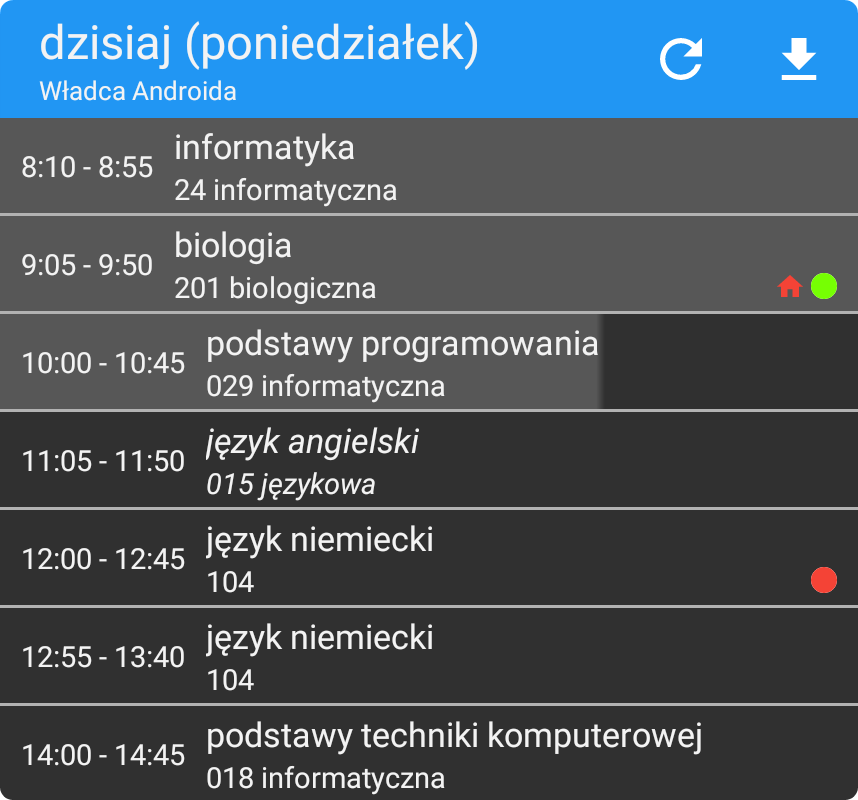 dzisiaj (poniedziałek)
Władca Androida
8:10 - 8:55
informatyka
24 informatyczna
9:05 - 9:50
biologia
201 biologiczna
10:00 - 10:45
podstawy programowania
029 informatyczna
11:05 - 11:50
język angielski
015 językowa
12:00 - 12:45
język niemiecki
104
12:55 - 13:40
język niemiecki
104
14:00 - 14:45
podstawy techniki komputerowej
018 informatyczna